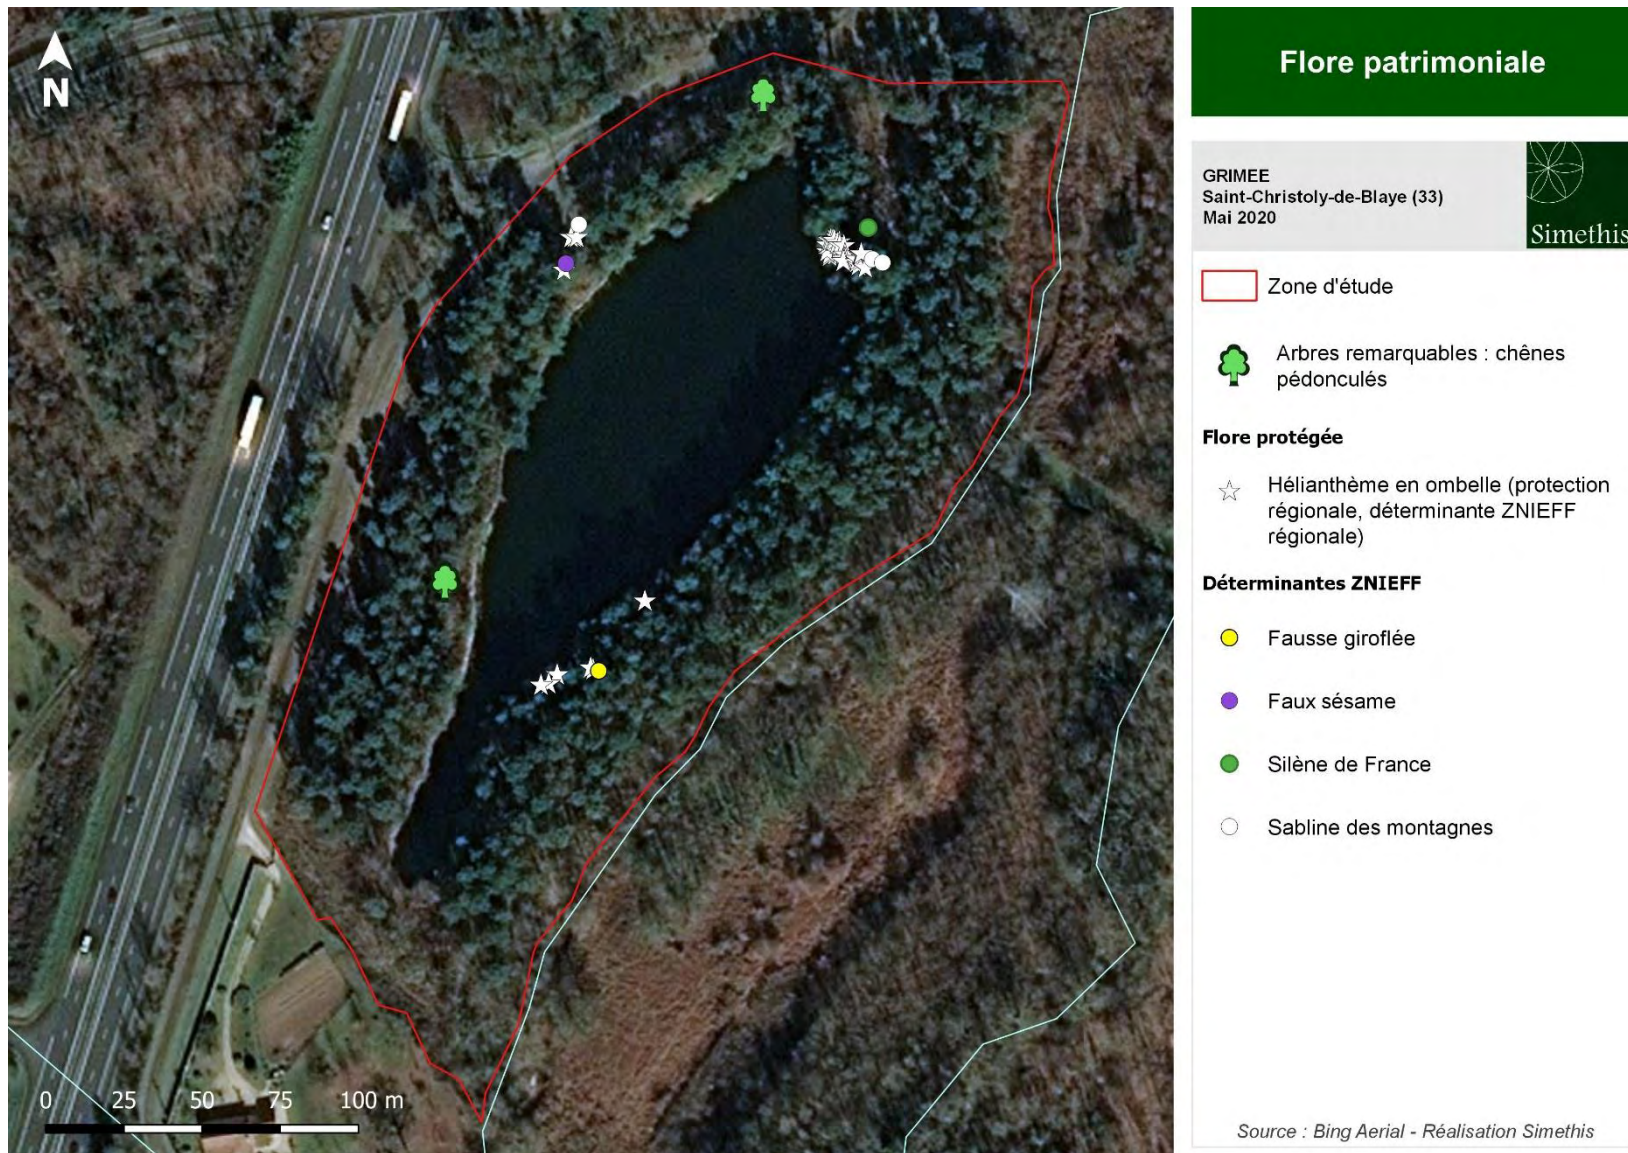 N
0 25 50 75 100 m
Flore patrimoniale
GRIMEE
Saint-Christoly-de-Blaye (33)
Mai 2020
Simethis
Zone d'étude
Arbres remarquables : chênes
pédonculés
Flore protégée
Hélianthème en ombelle (protection
régionale, déterminante ZNIEFF
régionale)
Déterminantes ZNIEFF
Fausse giroflée
Faux sésame
Silène de France
Sabline des montagnes
Source : Bing Aerial - Réalisation Simethis